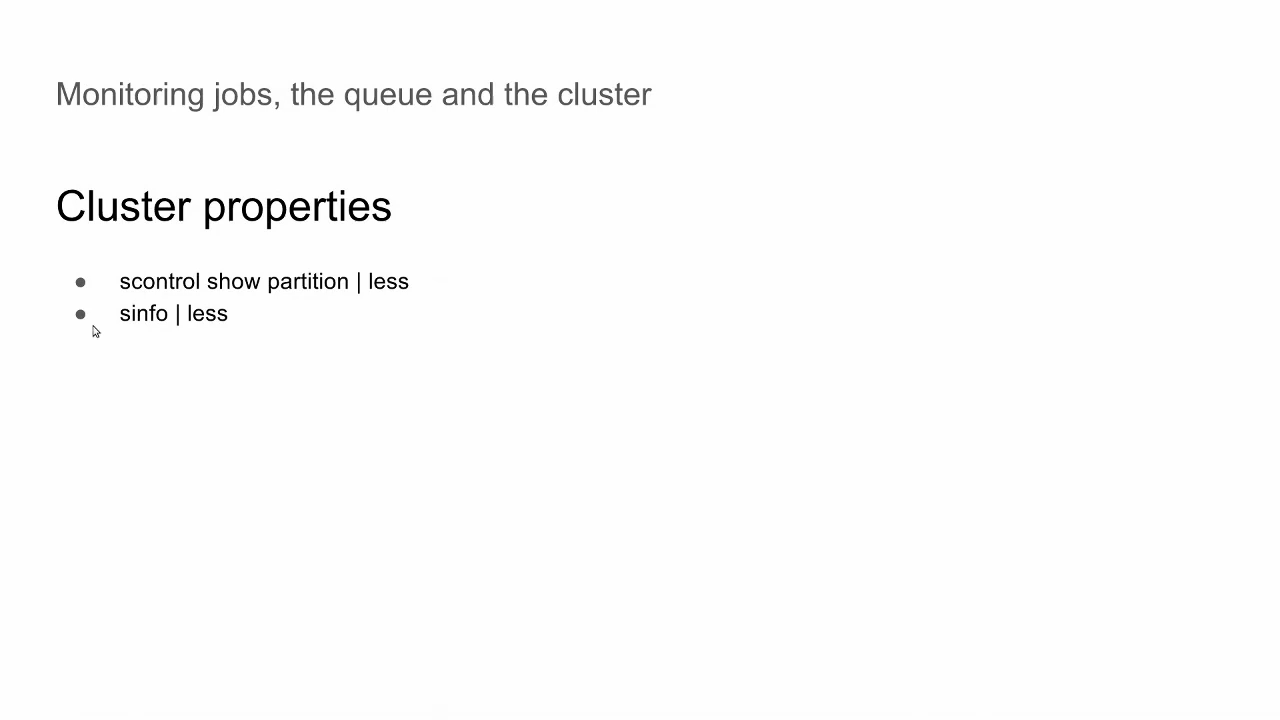 Monitoring jobs, the queue and the cluster
Cluster properties
● scontrol show partition | less
● sinfo | less